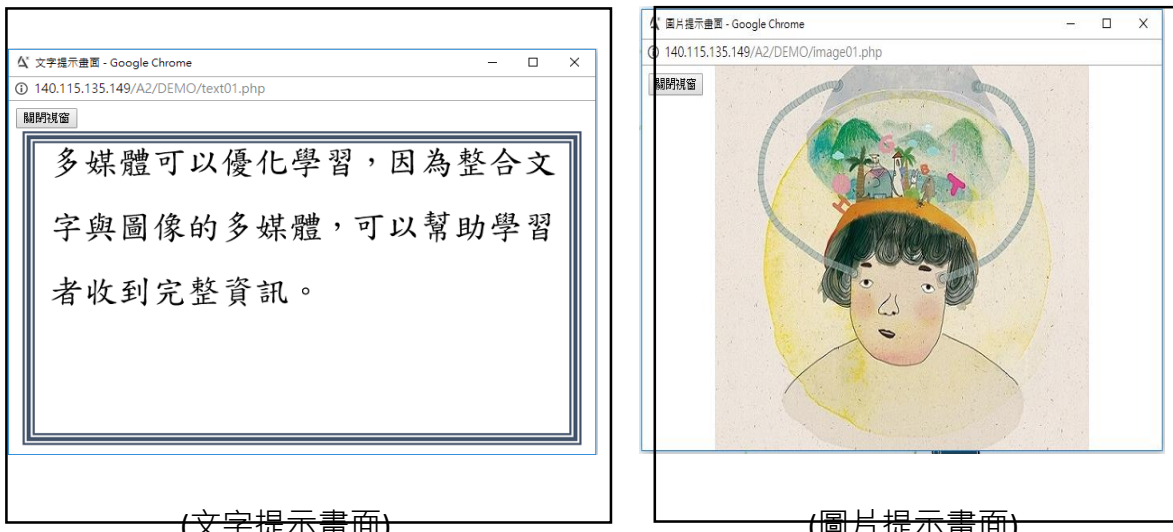 文字提示畫面 - Google Chrome
140.115.135.149/A2/DEMO/text01.php
關閉視窗
多媒體可以優化學習，因為整合文
字與圖像的多媒體，可以幫助學習
者收到完整資訊。
(文字提示畫面)
圖片提示畫面 - Google Chrome
140.115.135.149/A2/DEMO/image01.php
關閉視窗
G
I
O
B
T
H
(圖片提示畫面)